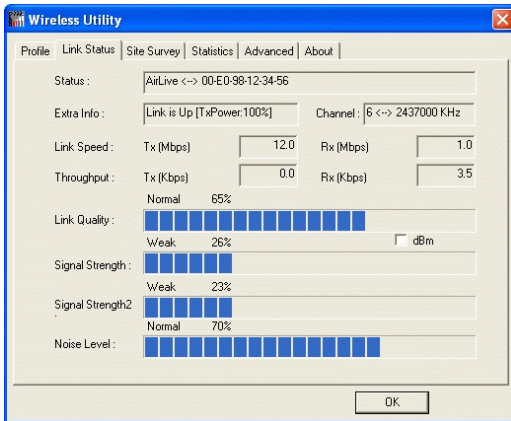 Wireless Utility
Profile Link Status Site Survey Statistics Advanced About
Status : AirLive <--> 00-E0-98-12-34-56
Extra Info : Link is Up [TxPower:100%] Channel : 6 <--> 2437000 KHz
Link Speed : Tx (Mbps) 12.0 Rx (Mbps) 1.0
Throughput : Tx (Kbps) 0.0 Rx (Kbps) 3.5
Normal 65%
Link Quality :
Weak 26% dBm
Signal Strength :
Weak 23%
Signal Strength2
Normal 70%
Noise Level :
OK